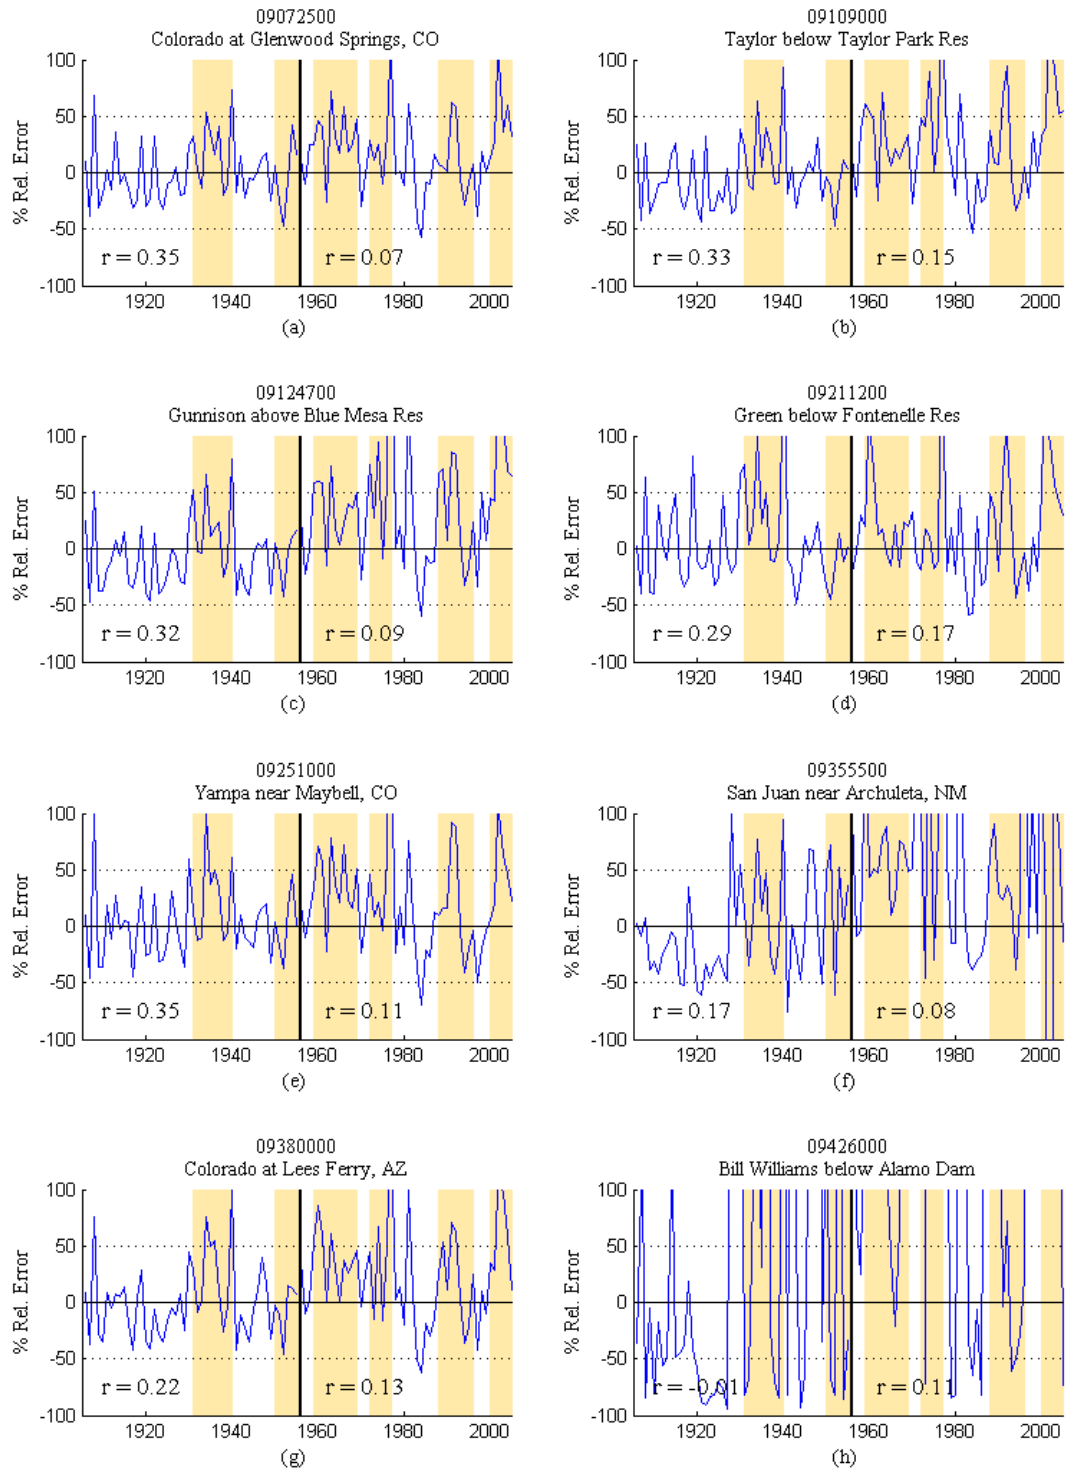 09072500
Colorado at Glenwood Springs, CO
% Rel. Error
100
50
0
-50
-100
r = 0.35
r = 0.07
1920
1940
1960
1980
2000
(a)
09109000
Taylor below Taylor Park Res
% Rel. Error
100
50
0
-50
-100
r = 0.33
r = 0.15
1920
1940
1960
1980
2000
(b)
09124700
Gunnison above Blue Mesa Res
% Rel. Error
100
50
0
-50
-100
r = 0.32
r = 0.09
1920
1940
1960
1980
2000
(c)
09211200
Green below Fontenelle Res
% Rel. Error
100
50
0
-50
-100
r = 0.29
r = 0.17
1920
1940
1960
1980
2000
(d)
09251000
Yampa near Maybell, CO
% Rel. Error
100
50
0
-50
-100
r = 0.35
r = 0.11
1920
1940
1960
1980
2000
(e)
09355500
San Juan near Archuleta, NM
% Rel. Error
100
50
0
-50
-100
r = 0.17
r = 0.08
1920
1940
1960
1980
2000
(f)
09380000
Colorado at Lees Ferry, AZ
% Rel. Error
100
50
0
-50
-100
r = 0.22
r = 0.13
1920
1940
1960
1980
2000
(g)
09426000
Bill Williams below Alamo Dam
% Rel. Error
100
50
0
-50
-100
r = -0.01
r = 0.11
1920
1940
1960
1980
2000
(h)